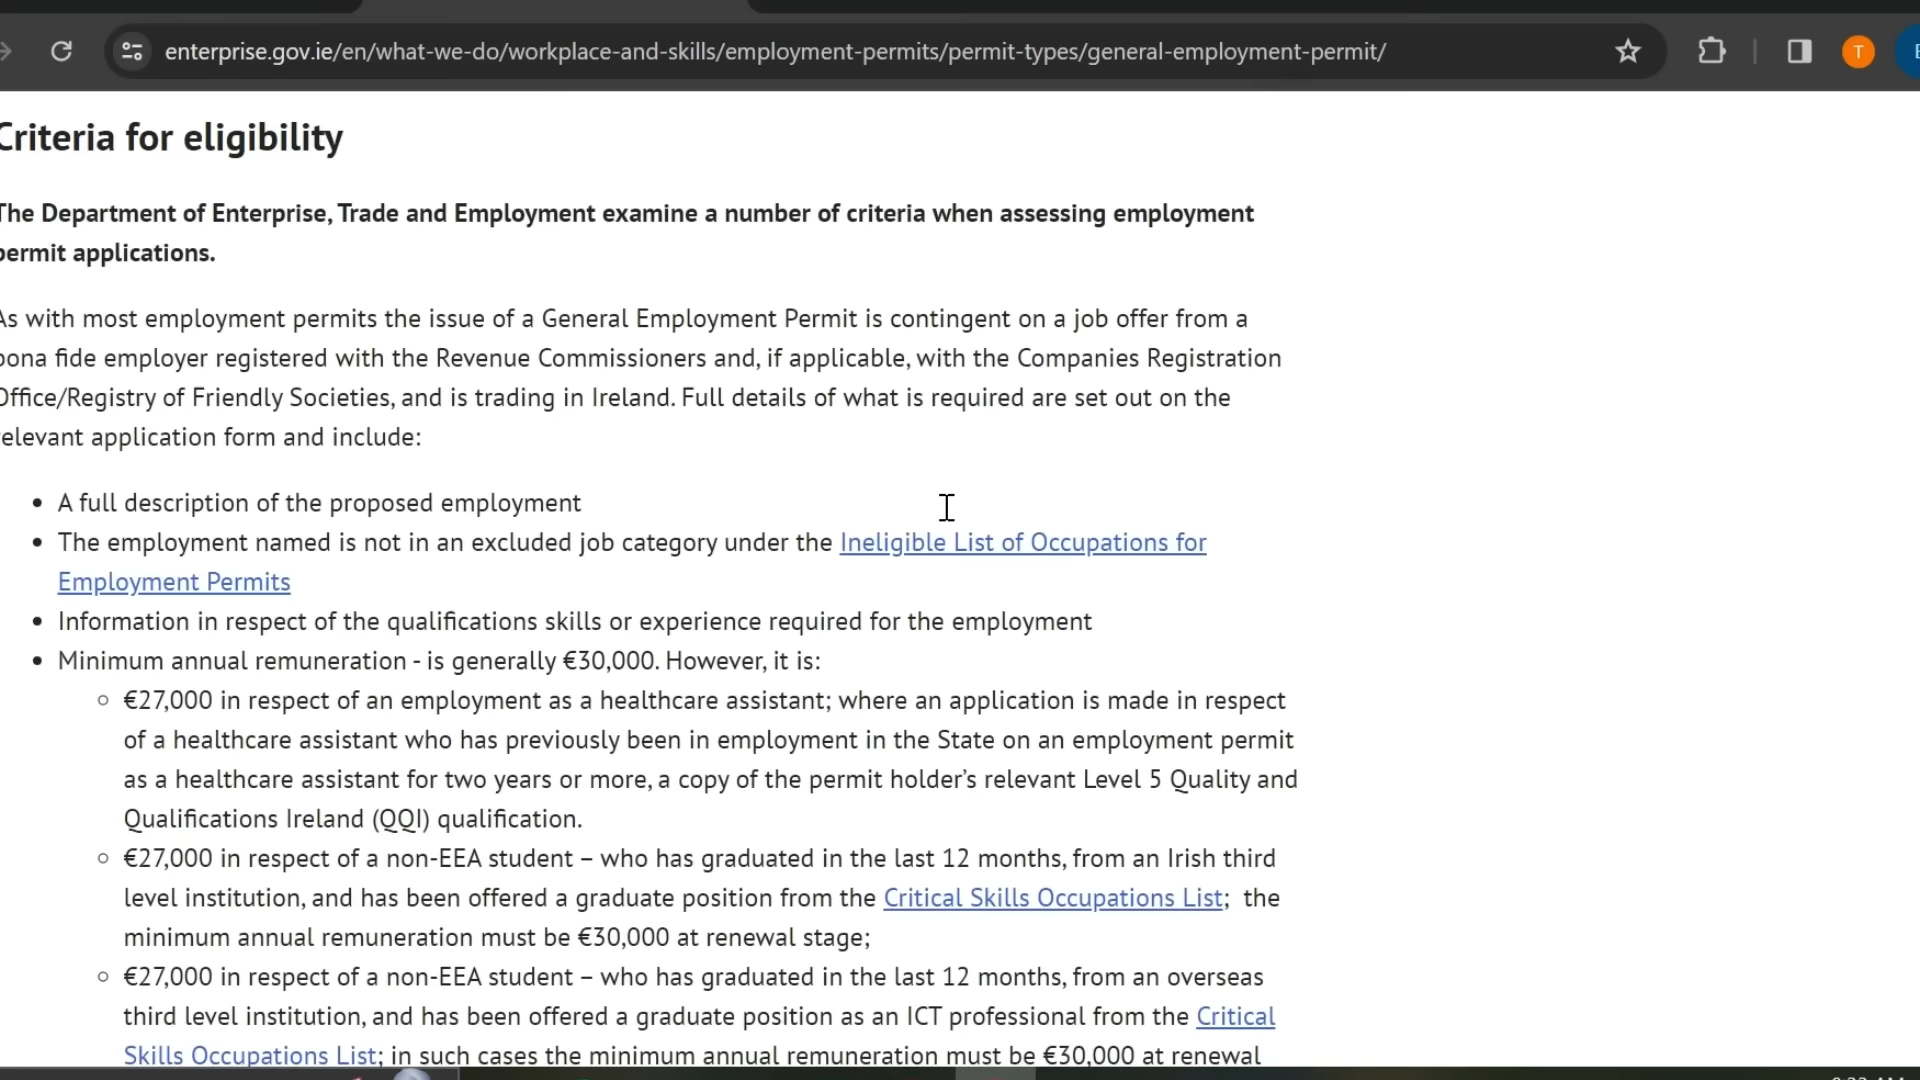 enterprise.gov.ie/en/what-we-do/workplace-and-skills/employment-permits/permit-types/general-employment-permit/
T
Criteria for eligibility
The Department of Enterprise, Trade and Employment examine a number of criteria when assessing employment
permit applications.
As with most employment permits the issue of a General Employment Permit is contingent on a job offer from a
bona fide employer registered with the Revenue Commissioners and, if applicable, with the Companies Registration
Office/Registry of Friendly Societies, and is trading in Ireland. Full details of what is required are set out on the
relevant application form and include:
• A full description of the proposed employment
• The employment named is not in an excluded job category under the Ineligible List of Occupations for
Employment Permits
• Information in respect of the qualifications skills or experience required for the employment
• Minimum annual remuneration - is generally €30,000. However, it is:
○ €27,000 in respect of an employment as a healthcare assistant; where an application is made in respect
of a healthcare assistant who has previously been in employment in the State on an employment permit
as a healthcare assistant for two years or more, a copy of the permit holder’s relevant Level 5 Quality and
Qualifications Ireland (QQI) qualification.
○ €27,000 in respect of a non-EEA student – who has graduated in the last 12 months, from an Irish third
level institution, and has been offered a graduate position from the Critical Skills Occupations List;  the
minimum annual remuneration must be €30,000 at renewal stage;
○ €27,000 in respect of a non-EEA student – who has graduated in the last 12 months, from an overseas
third level institution, and has been offered a graduate position as an ICT professional from the Critical
Skills Occupations List; in such cases the minimum annual remuneration must be €30,000 at renewal